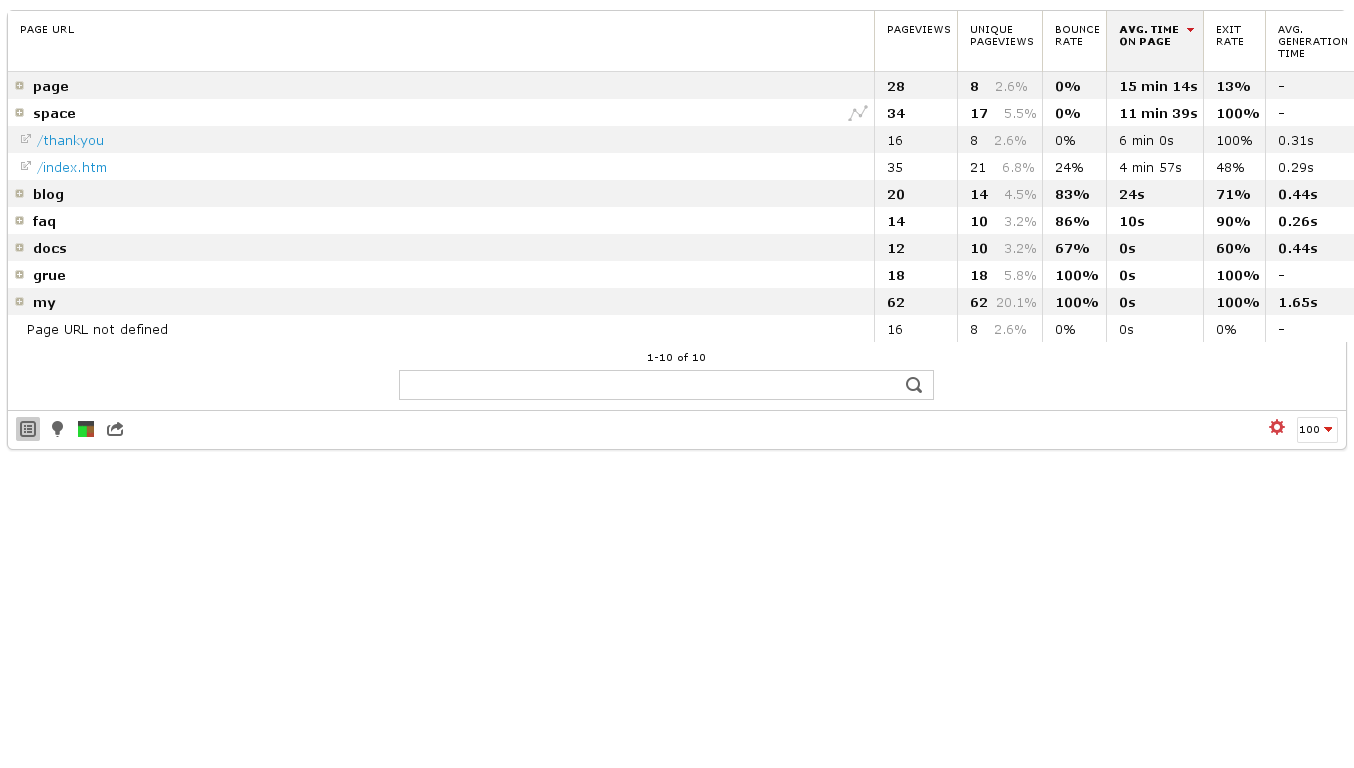 PAGE URL PAGEVIEWS UNIQUE PAGEVIEWS BOUNCE RATE AVG. TIME ON PAGE EXIT RATE AVG. GENERATION TIME
page 28 8 2.6% 0% 15 min 14s 13% -
space 34 17 5.5% 0% 11 min 39s 100% -
/thankyou 16 8 2.6% 0% 6 min 0s 100% 0.31s
/index.htm 35 21 6.8% 24% 4 min 57s 48% 0.29s
blog 20 14 4.5% 83% 24s 71% 0.44s
faq 14 10 3.2% 86% 10s 90% 0.26s
docs 12 10 3.2% 67% 0s 60% 0.44s
grue 18 18 5.8% 100% 0s 100% -
my 62 62 20.1% 100% 0s 100% 1.65s
Page URL not defined 16 8 2.6% 0% 0s 0% -
1-10 of 10
100